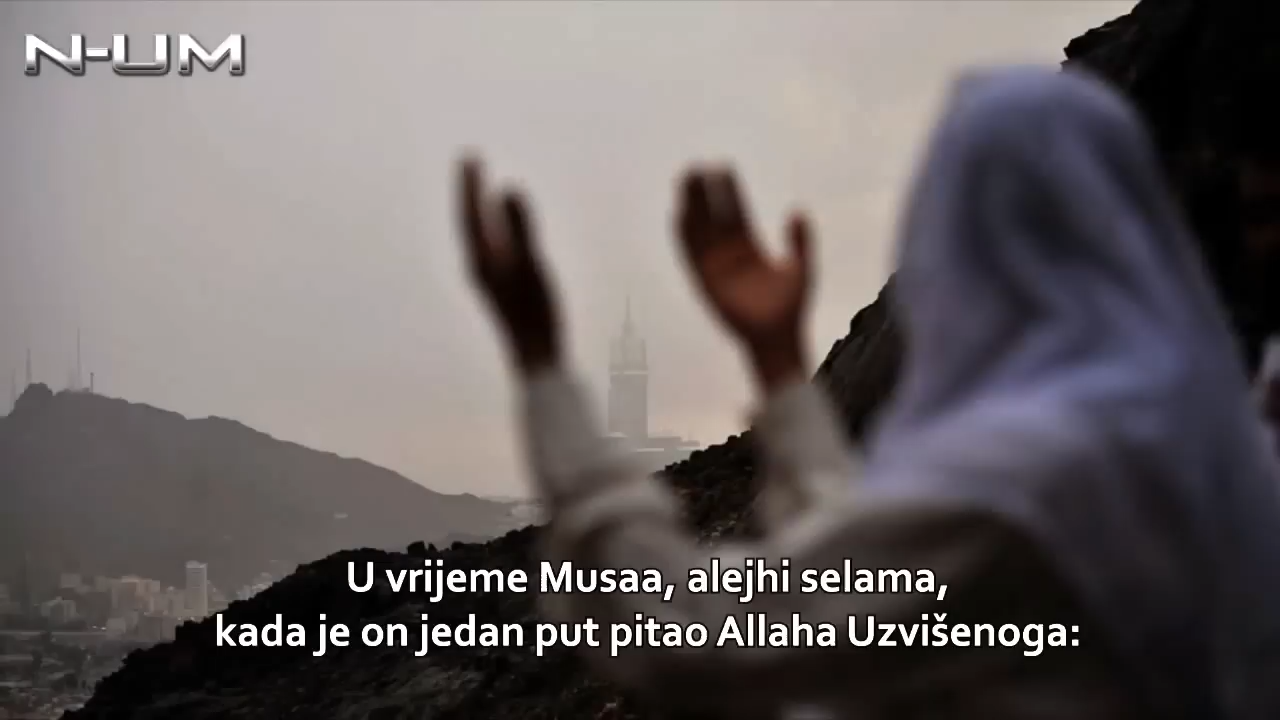 N-UM
U vrijeme Musaa, alejhi selama,
kada je on jedan put pitao Allaha Uzvišenoga: